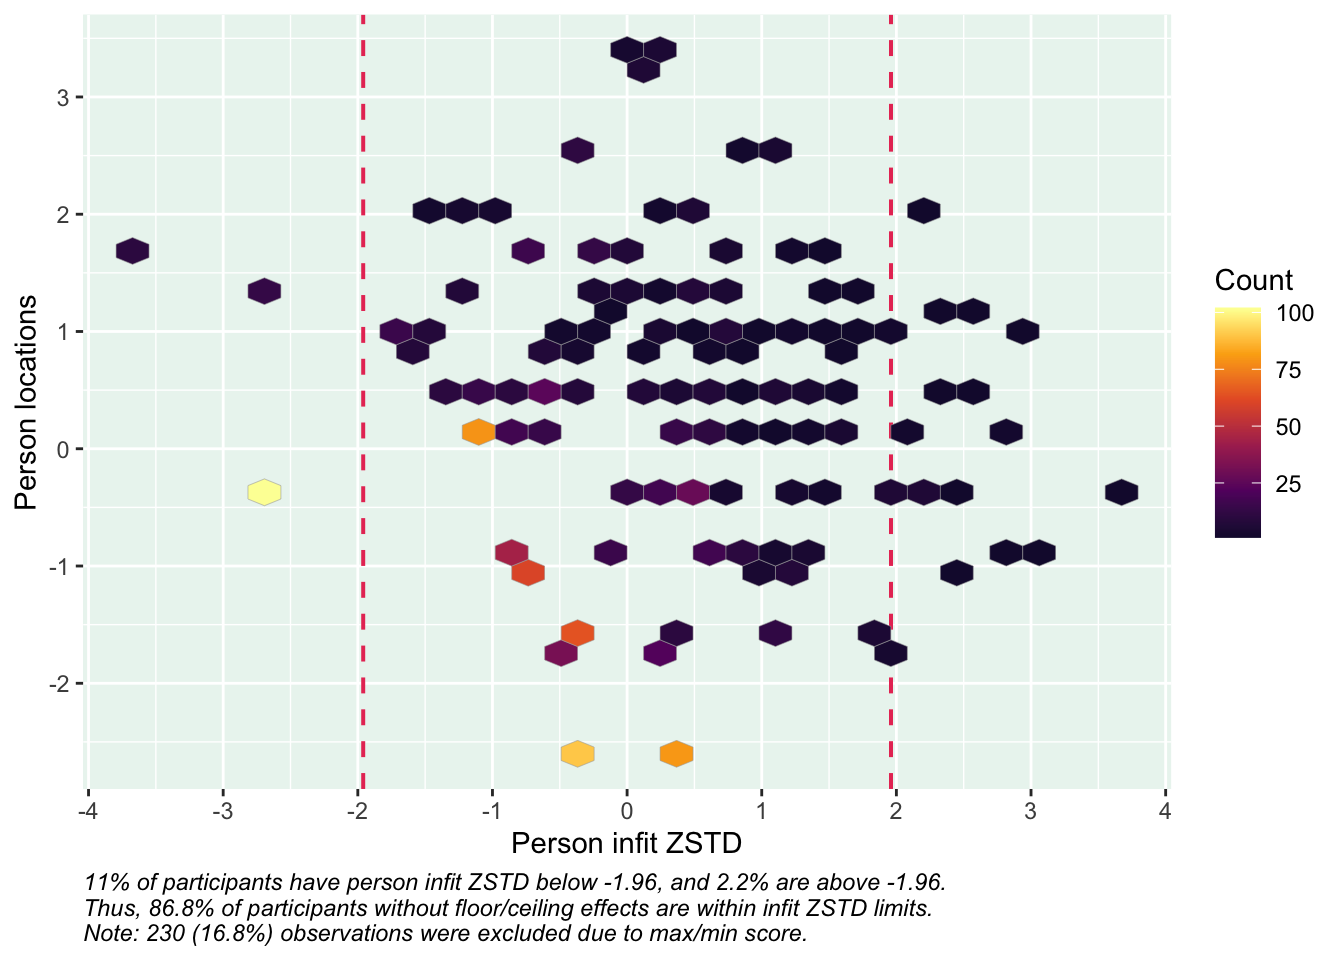 3
2
1
0
-1
-2
Person locations
-4 -3 -2 -1 0 1 2 3 4
Person infit ZSTD
Count
100
75
50
25
11% of participants have person infit ZSTD below -1.96, and 2.2% are above -1.96.
Thus, 86.8% of participants without floor/ceiling effects are within infit ZSTD limits.
Note: 230 (16.8%) observations were excluded due to max/min score.